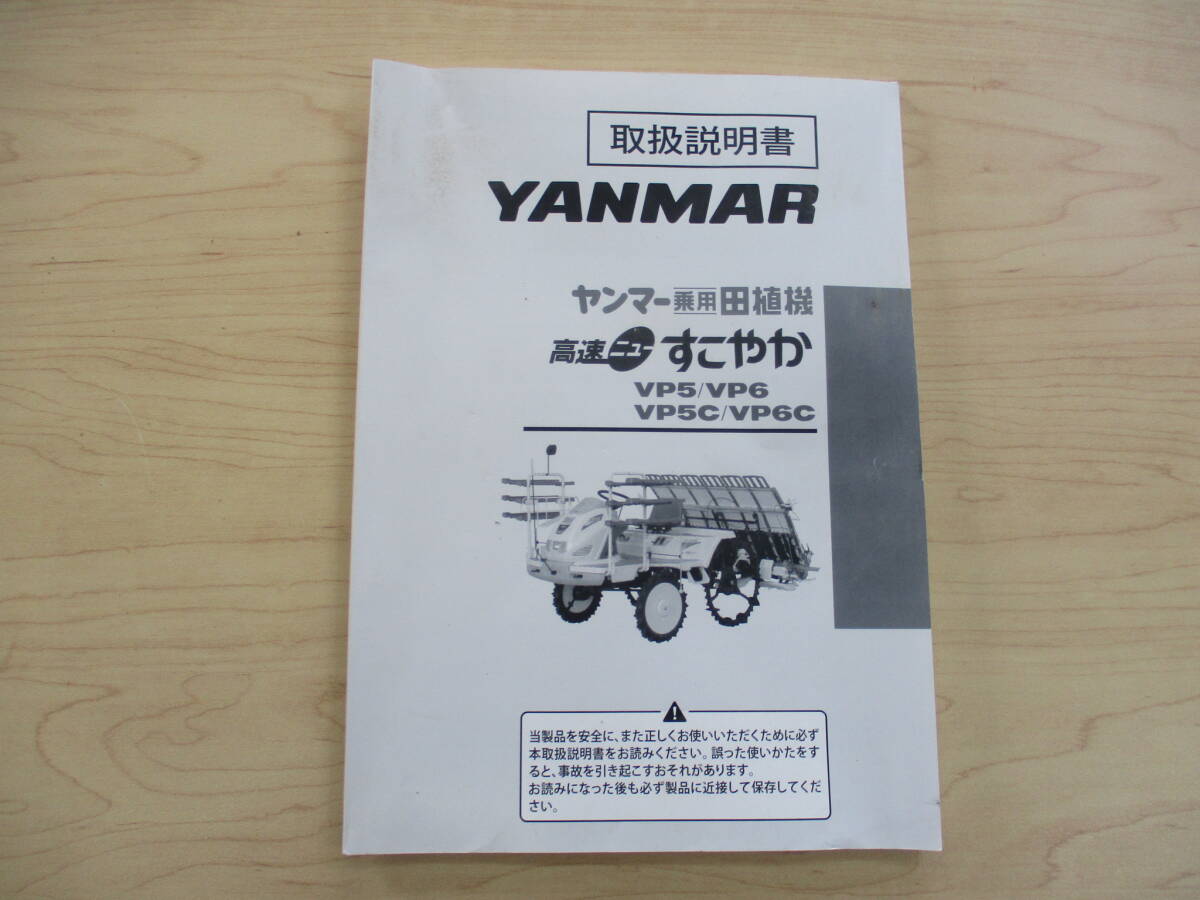 取扱説明書
YANMAR
ヤンマー乗用田植機
高速ニューすこやか
VP5/VP6
VP5C/VP6C
当製品を安全に、また正しくお使いいただくために必ず
本取扱説明書をお読みください。誤った使いかたをす
ると、事故を引き起こすおそれがあります。
お読みになった後も必ず製品に近接して保存してくだ
さい。